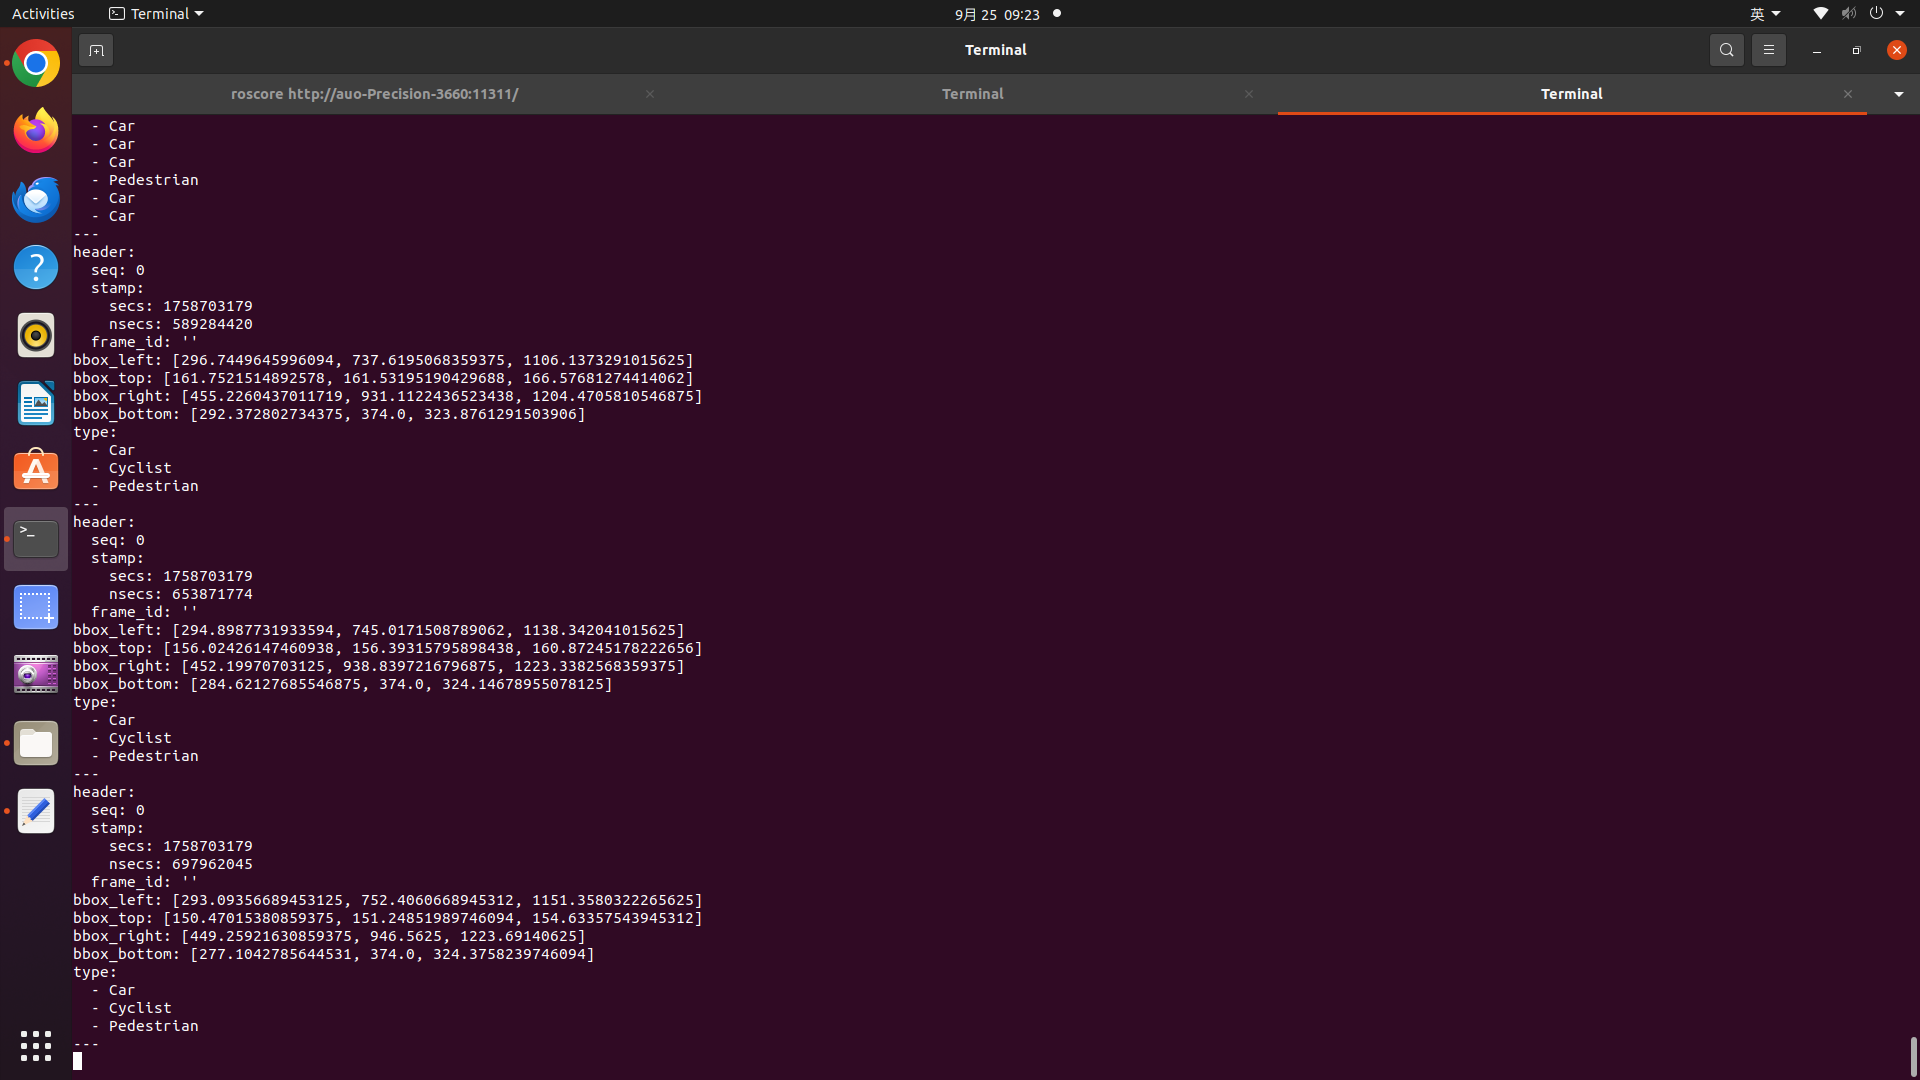 Activities
Terminal
9月 25 09:23
英
Terminal
roscore http://auo-Precision-3660:11311/
Terminal
Terminal
- Car
- Car
- Car
- Pedestrian
- Car
- Car
---
header:
seq: 0
stamp:
secs: 1758703179
nsecs: 589284420
frame_id: ''
bbox_left: [296.7449645996094, 737.6195068359375, 1106.1373291015625]
bbox_top: [161.7521514892578, 161.53195190429688, 166.57681274414062]
bbox_right: [455.2260437011719, 931.1122436523438, 1204.4705810546875]
bbox_bottom: [292.372802734375, 374.0, 323.8761291503906]
type:
- Car
- Cyclist
- Pedestrian
---
header:
seq: 0
stamp:
secs: 1758703179
nsecs: 653871774
frame_id: ''
bbox_left: [294.8987731933594, 745.0171508789062, 1138.342041015625]
bbox_top: [156.02426147460938, 156.39315795898438, 160.87245178222656]
bbox_right: [452.19970703125, 938.8397216796875, 1223.3382568359375]
bbox_bottom: [284.62127685546875, 374.0, 324.14678955078125]
type:
- Car
- Cyclist
- Pedestrian
---
header:
seq: 0
stamp:
secs: 1758703179
nsecs: 697962045
frame_id: ''
bbox_left: [293.09356689453125, 752.4060668945312, 1151.3580322265625]
bbox_top: [150.47015380859375, 151.24851989746094, 154.63357543945312]
bbox_right: [449.25921630859375, 946.5625, 1223.69140625]
bbox_bottom: [277.1042785644531, 374.0, 324.3758239746094]
type:
- Car
- Cyclist
- Pedestrian
---